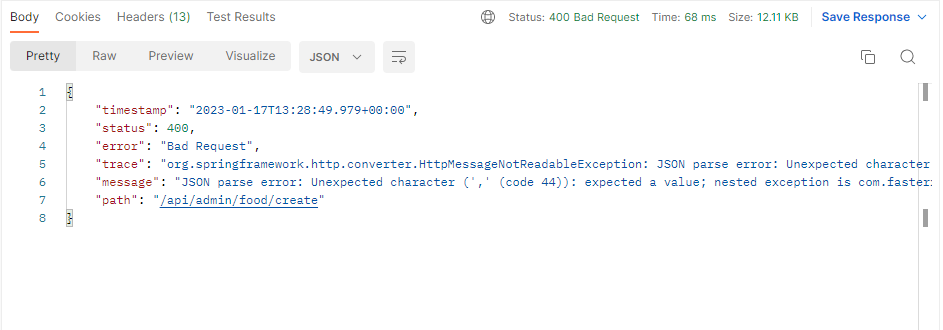 Body Cookies Headers (13) Test Results Status: 400 Bad Request Time: 68 ms Size: 12.11 KB Save Response
Pretty Raw Preview Visualize JSON
1 {
2 "timestamp": "2023-01-17T13:28:49.979+00:00",
3 "status": 400,
4 "error": "Bad Request",
5 "trace": "org.springframework.http.converter.HttpMessageNotReadableException: JSON parse error: Unexpected character
6 "message": "JSON parse error: Unexpected character (',' (code 44)): expected a value; nested exception is com.faster
7 "path": "/api/admin/food/create"
8 }